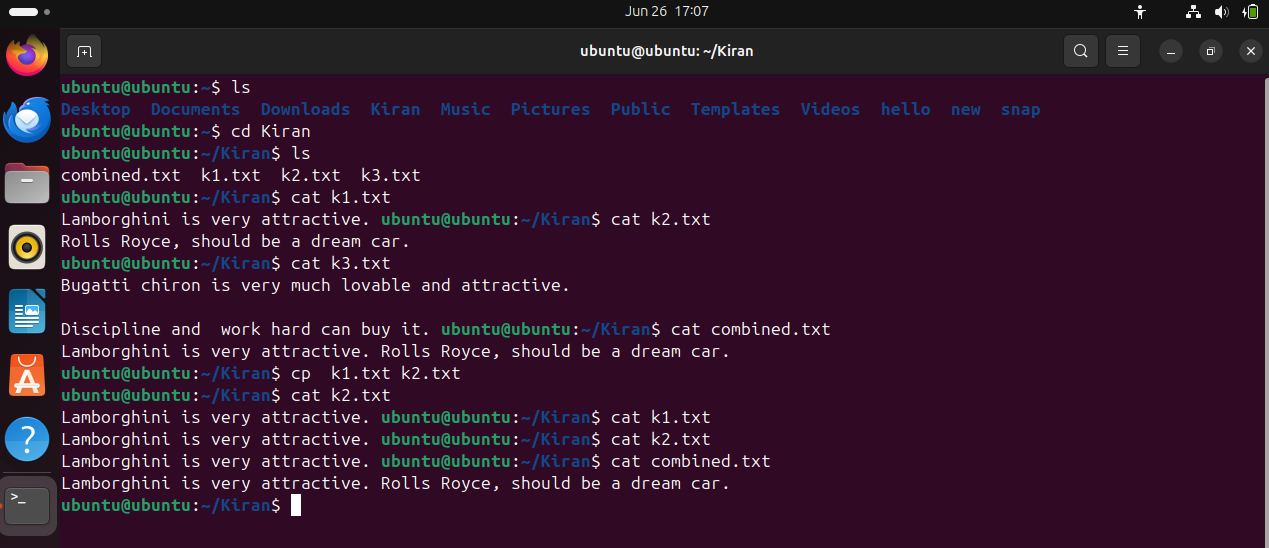 Jun 26 17:07
ubuntu@ubuntu: ~/Kiran
ubuntu@ubuntu:~$ ls
Desktop  Documents  Downloads  Kiran  Music  Pictures  Public  Templates  Videos  hello  new  snap
ubuntu@ubuntu:~$ cd Kiran
ubuntu@ubuntu:~/Kiran$ ls
combined.txt  k1.txt  k2.txt  k3.txt
ubuntu@ubuntu:~/Kiran$ cat k1.txt
Lamborghini is very attractive. ubuntu@ubuntu:~/Kiran$ cat k2.txt
Rolls Royce, should be a dream car.
ubuntu@ubuntu:~/Kiran$ cat k3.txt
Bugatti chiron is very much lovable and attractive.
Discipline and  work hard can buy it. ubuntu@ubuntu:~/Kiran$ cat combined.txt
Lamborghini is very attractive. Rolls Royce, should be a dream car.
ubuntu@ubuntu:~/Kiran$ cp  k1.txt k2.txt
ubuntu@ubuntu:~/Kiran$ cat k2.txt
Lamborghini is very attractive. ubuntu@ubuntu:~/Kiran$ cat k1.txt
Lamborghini is very attractive. ubuntu@ubuntu:~/Kiran$ cat k2.txt
Lamborghini is very attractive. ubuntu@ubuntu:~/Kiran$ cat combined.txt
Lamborghini is very attractive. Rolls Royce, should be a dream car.
ubuntu@ubuntu:~/Kiran$